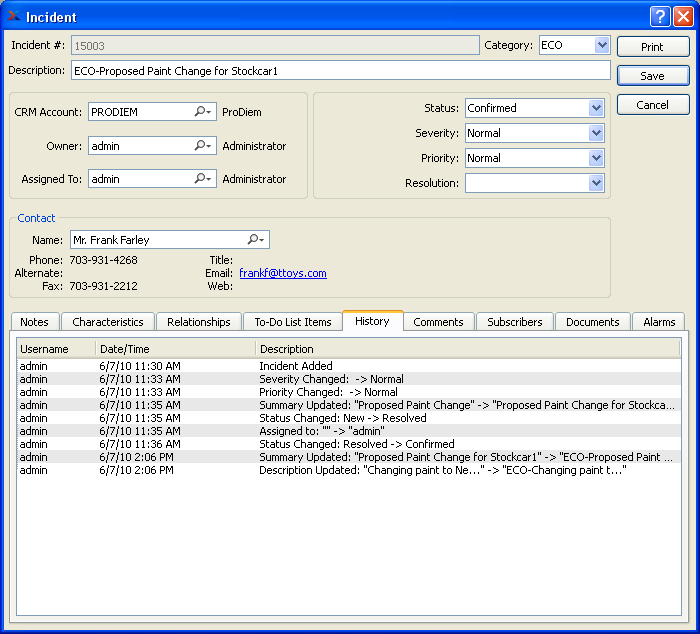 Incident
Incident #: 15003 Category: ECO Print
Description: ECO-Proposed Paint Change for Stockcar1 Save
Cancel
CRM Account: PRODIEM ProDiem
Owner: admin Administrator
Assigned To: admin Administrator
Status: Confirmed
Severity: Normal
Priority: Normal
Resolution:
Contact
Name: Mr. Frank Farley
Phone: 703-931-4268 Title:
Alternate: Email: frankf@ttoys.com
Fax: 703-931-2212 Web:
Notes Characteristics Relationships To-Do List Items History Comments Subscribers Documents Alarms
Username Date/Time Description
admin 6/7/10 11:30 AM Incident Added
admin 6/7/10 11:33 AM Severity Changed: -> Normal
admin 6/7/10 11:33 AM Priority Changed: -> Normal
admin 6/7/10 11:35 AM Summary Updated: "Proposed Paint Change" -> "Proposed Paint Change for Stockca...
admin 6/7/10 11:35 AM Status Changed: New -> Resolved
admin 6/7/10 11:35 AM Assigned to: "" -> "admin"
admin 6/7/10 11:36 AM Status Changed: Resolved -> Confirmed
admin 6/7/10 2:06 PM Summary Updated: "Proposed Paint Change for Stockcar1" -> "ECO-Proposed Paint ...
admin 6/7/10 2:06 PM Description Updated: "Changing paint to Ne..." -> "ECO-Changing paint t..."